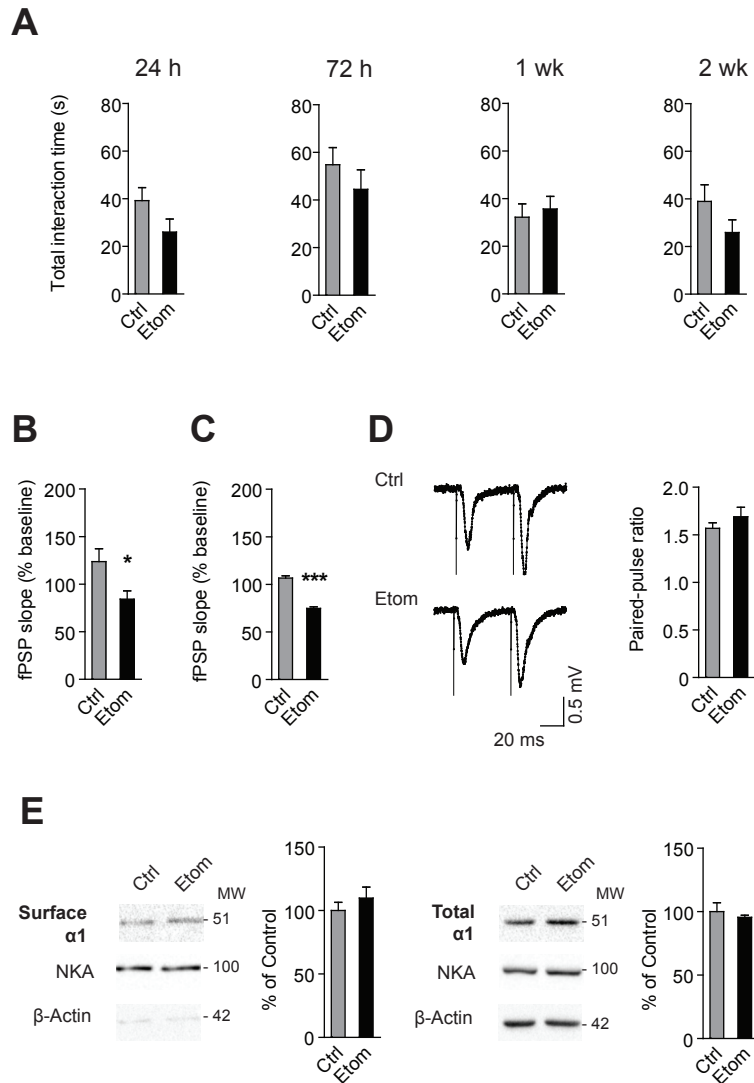 A
24 h
72 h
1 wk
2 wk
Total interaction time (s)
80
60
40
20
0
Ctrl
Etom
80
60
40
20
0
Ctrl
Etom
80
60
40
20
0
Ctrl
Etom
80
60
40
20
0
Ctrl
Etom
B
fPSP slope (% baseline)
200
150
100
50
0
*
Ctrl
Etom
C
fPSP slope (% baseline)
200
150
100
50
0
***
Ctrl
Etom
D
Ctrl
Etom
0.5 mV
20 ms
Paired-pulse ratio
2.0
1.5
1.0
0.5
0.0
Ctrl
Etom
E
Ctrl
Etom
MW
Surface
α1
- 51
NKA
- 100
β-Actin
- 42
% of Control
150
100
50
0
Ctrl
Etom
Ctrl
Etom
MW
Total
α1
- 51
NKA
- 100
β-Actin
- 42
% of Control
150
100
50
0
Ctrl
Etom